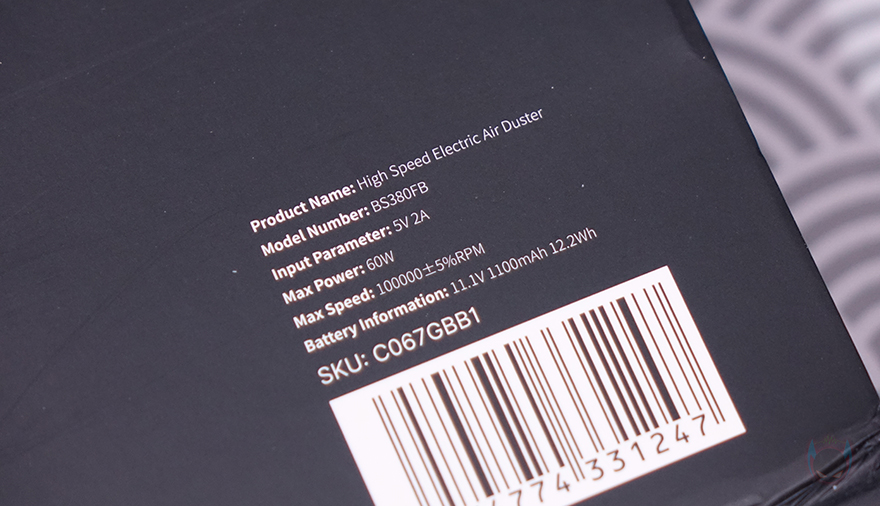 Product Name: High Speed Electric Air Duster
Model Number: BS380FB
Input Parameter: 5V 2A
Max Power: 60W
Max Speed: 100000±5%RPM
Battery Information: 11.1V 1100mAh 12.2Wh
SKU: C067GBB1
774 331247